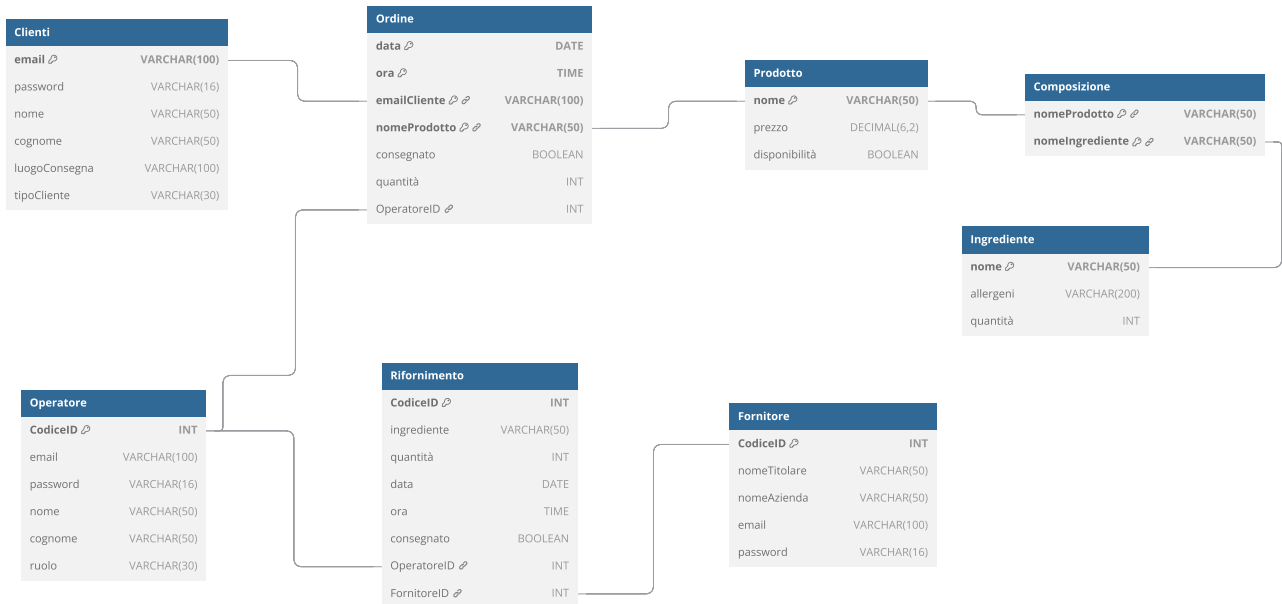 Clienti
email VARCHAR(100)
password VARCHAR(16)
nome VARCHAR(50)
cognome VARCHAR(50)
luogoConsegna VARCHAR(100)
tipoCliente VARCHAR(30)
Ordine
data DATE
ora TIME
emailCliente VARCHAR(100)
nomeProdotto VARCHAR(50)
consegnato BOOLEAN
quantità INT
OperatoreID INT
Prodotto
nome VARCHAR(50)
prezzo DECIMAL(6,2)
disponibilità BOOLEAN
Composizione
nomeProdotto VARCHAR(50)
nomeIngrediente VARCHAR(50)
Ingrediente
nome VARCHAR(50)
allergeni VARCHAR(200)
quantità INT
Operatore
CodiceID INT
email VARCHAR(100)
password VARCHAR(16)
nome VARCHAR(50)
cognome VARCHAR(50)
ruolo VARCHAR(30)
Rifornimento
CodiceID INT
ingrediente VARCHAR(50)
quantità INT
data DATE
ora TIME
consegnato BOOLEAN
OperatoreID INT
FornitoreID INT
Fornitore
CodiceID INT
nomeTitolare VARCHAR(50)
nomeAzienda VARCHAR(50)
email VARCHAR(100)
password VARCHAR(16)